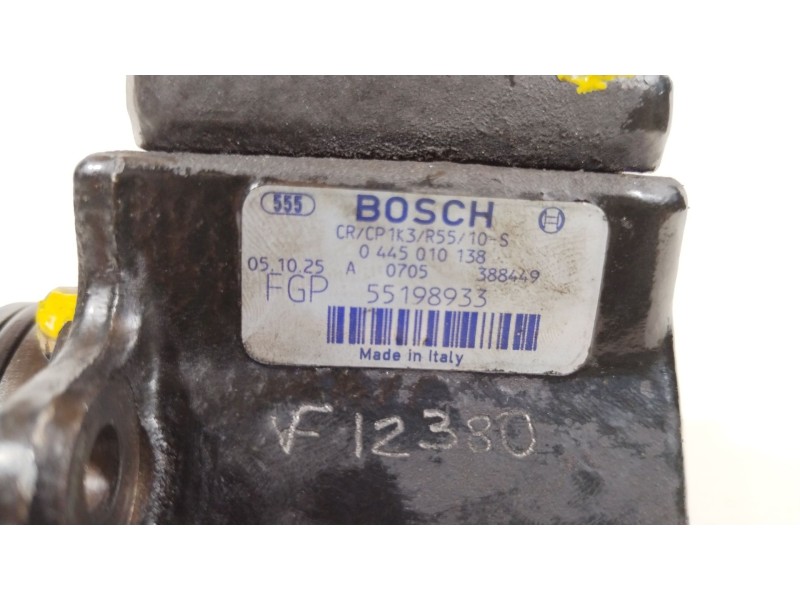 555 BOSCH
CR/CP1K3/R55/10-S
0 445 010 138
05.10.25 A 0705 388449
FGP 55198933
Made in Italy
VF12380